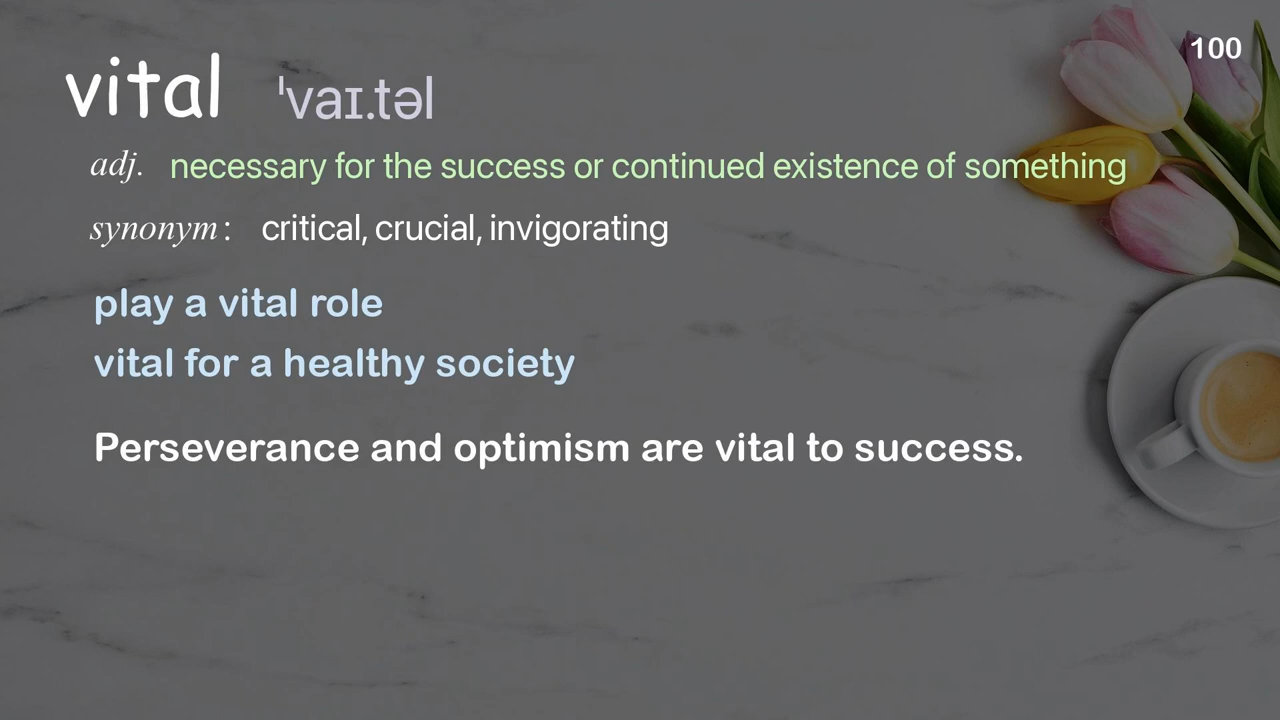 100
vital ˈvaɪ.təl
adj. necessary for the success or continued existence of something
synonym : critical, crucial, invigorating
play a vital role
vital for a healthy society
Perseverance and optimism are vital to success.